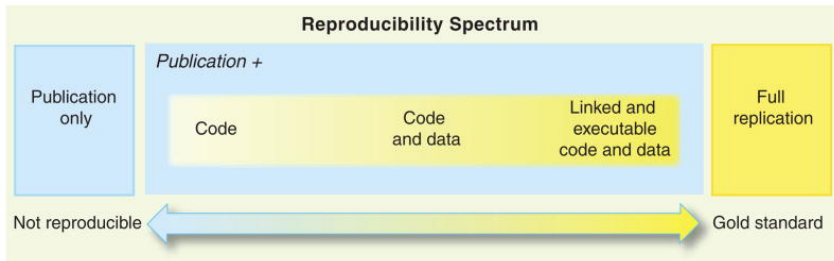 Reproducibility Spectrum
Publication
only
Publication +
Code
Code
and data
Linked and
executable
code and data
Full
replication
Not reproducible
Gold standard